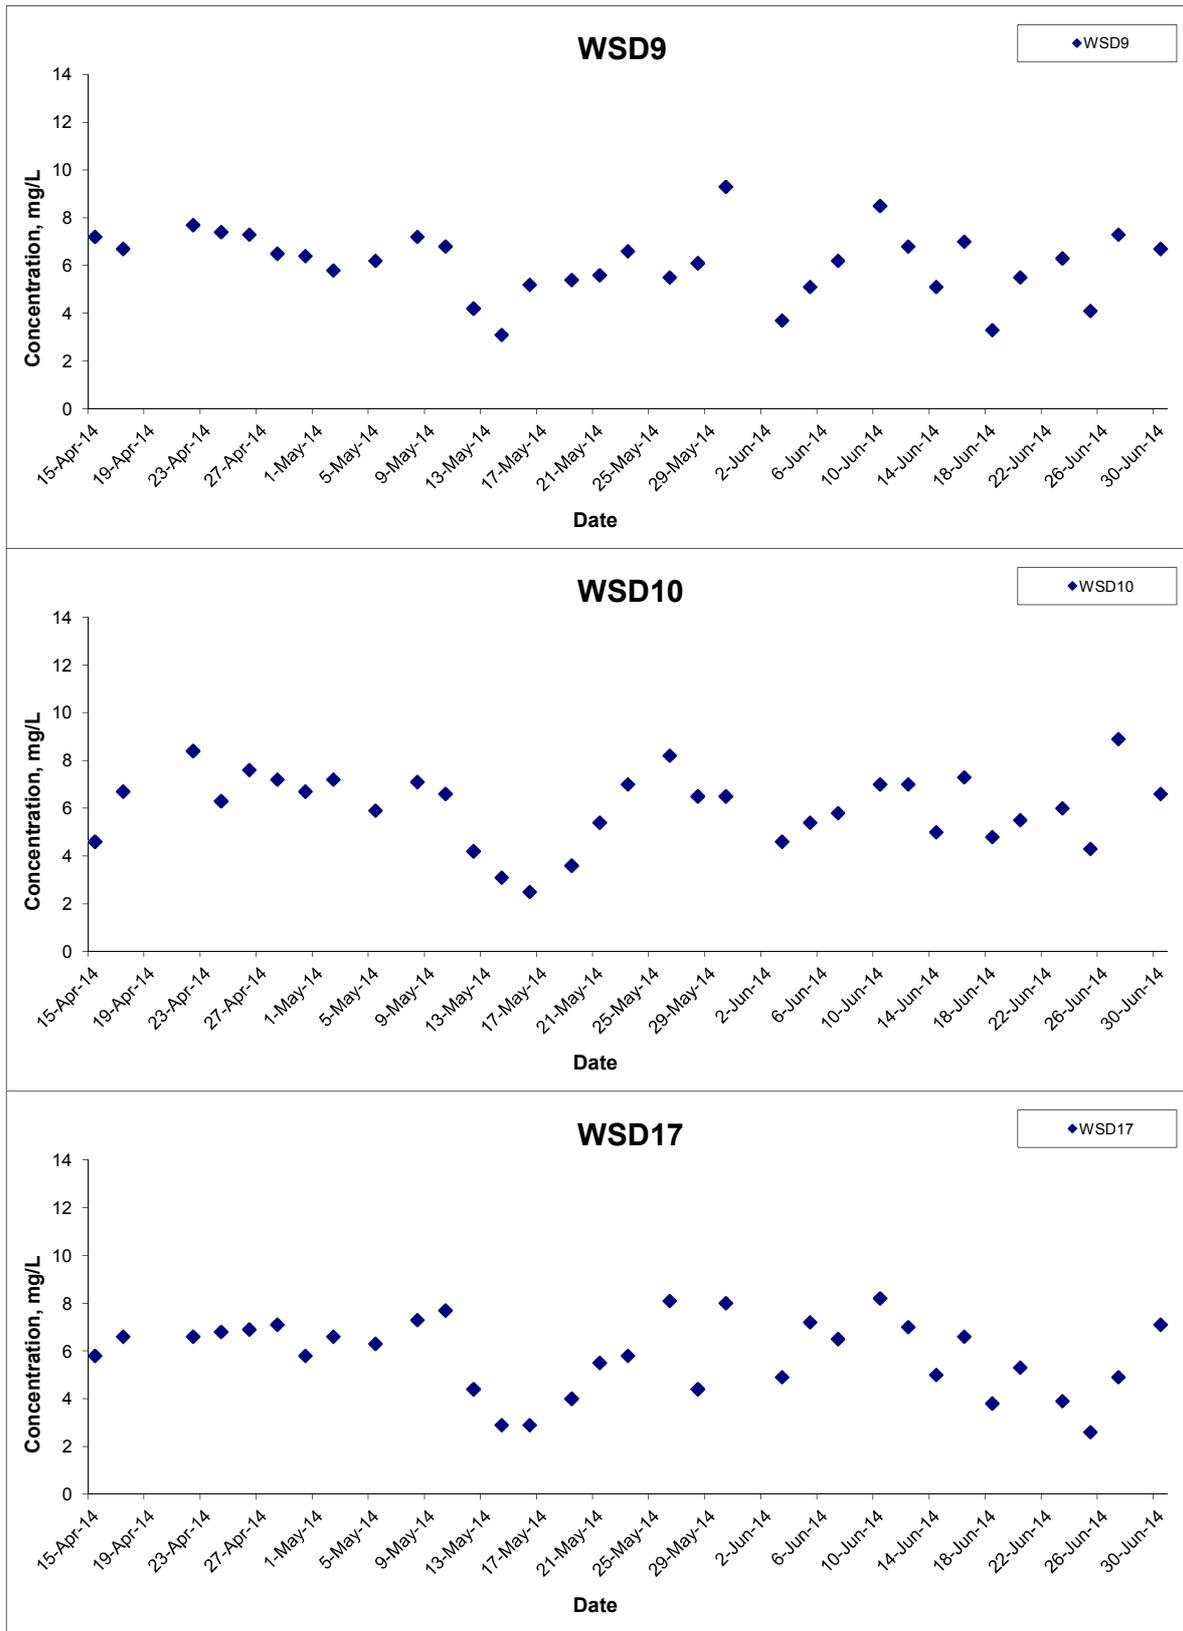 WSD9
WSD9
14
12
10
8
6
4
2
0
Concentration, mg/L
15-Apr-14
19-Apr-14
23-Apr-14
27-Apr-14
1-May-14
5-May-14
9-May-14
13-May-14
17-May-14
21-May-14
25-May-14
29-May-14
2-Jun-14
6-Jun-14
10-Jun-14
14-Jun-14
18-Jun-14
22-Jun-14
26-Jun-14
30-Jun-14
Date
WSD10
WSD10
14
12
10
8
6
4
2
0
Concentration, mg/L
15-Apr-14
19-Apr-14
23-Apr-14
27-Apr-14
1-May-14
5-May-14
9-May-14
13-May-14
17-May-14
21-May-14
25-May-14
29-May-14
2-Jun-14
6-Jun-14
10-Jun-14
14-Jun-14
18-Jun-14
22-Jun-14
26-Jun-14
30-Jun-14
Date
WSD17
WSD17
14
12
10
8
6
4
2
0
Concentration, mg/L
15-Apr-14
19-Apr-14
23-Apr-14
27-Apr-14
1-May-14
5-May-14
9-May-14
13-May-14
17-May-14
21-May-14
25-May-14
29-May-14
2-Jun-14
6-Jun-14
10-Jun-14
14-Jun-14
18-Jun-14
22-Jun-14
26-Jun-14
30-Jun-14
Date